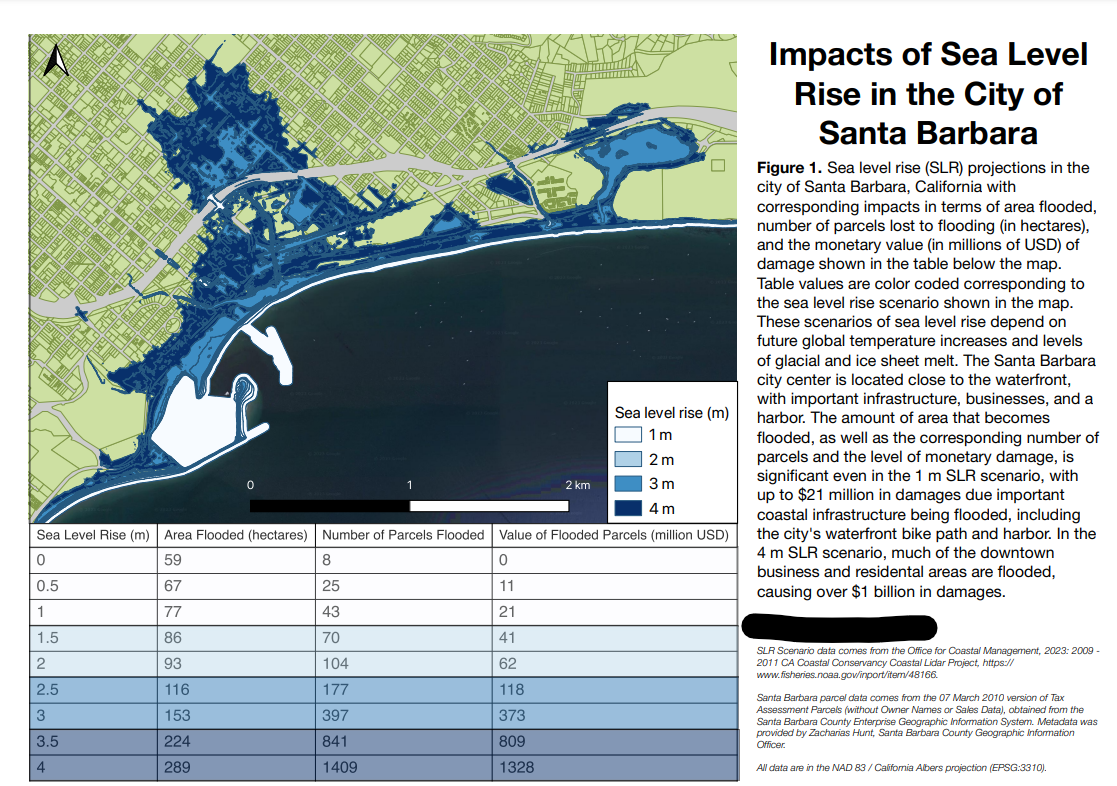 Impacts of Sea Level
Rise in the City of
Santa Barbara
Figure 1. Sea level rise (SLR) projections in the
city of Santa Barbara, California with
corresponding impacts in terms of area flooded,
number of parcels lost to flooding (in hectares),
and the monetary value (in millions of USD) of
damage shown in the table below the map.
Table values are color coded corresponding to
the sea level rise scenario shown in the map.
These scenarios of sea level rise depend on
future global temperature increases and levels
of glacial and ice sheet melt. The Santa Barbara
city center is located close to the waterfront,
with important infrastructure, businesses, and a
harbor. The amount of area that becomes
flooded, as well as the corresponding number of
parcels and the level of monetary damage, is
significant even in the 1 m SLR scenario, with
up to $21 million in damages due important
coastal infrastructure being flooded, including
the city's waterfront bike path and harbor. In the
4 m SLR scenario, much of the downtown
business and residental areas are flooded,
causing over $1 billion in damages.
SLR Scenario data comes from the Office for Coastal Management, 2023: 2009 -
2011 CA Coastal Conservancy Coastal Lidar Project, https://
www.fisheries.noaa.gov/inport/item/48166.
Santa Barbara parcel data comes from the 07 March 2010 version of Tax
Assessment Parcels (without Owner Names or Sales Data), obtained from the
Santa Barbara County Enterprise Geographic Information System. Metadata was
provided by Zacharias Hunt, Santa Barbara County Geographic Information
Officer.
All data are in the NAD 83 / California Albers projection (EPSG:3310).
Sea level rise (m)
1 m
2 m
3 m
4 m
0 1 2 km
Sea Level Rise (m) Area Flooded (hectares) Number of Parcels Flooded Value of Flooded Parcels (million USD)
0 59 8 0
0.5 67 25 11
1 77 43 21
1.5 86 70 41
2 93 104 62
2.5 116 177 118
3 153 397 373
3.5 224 841 809
4 289 1409 1328